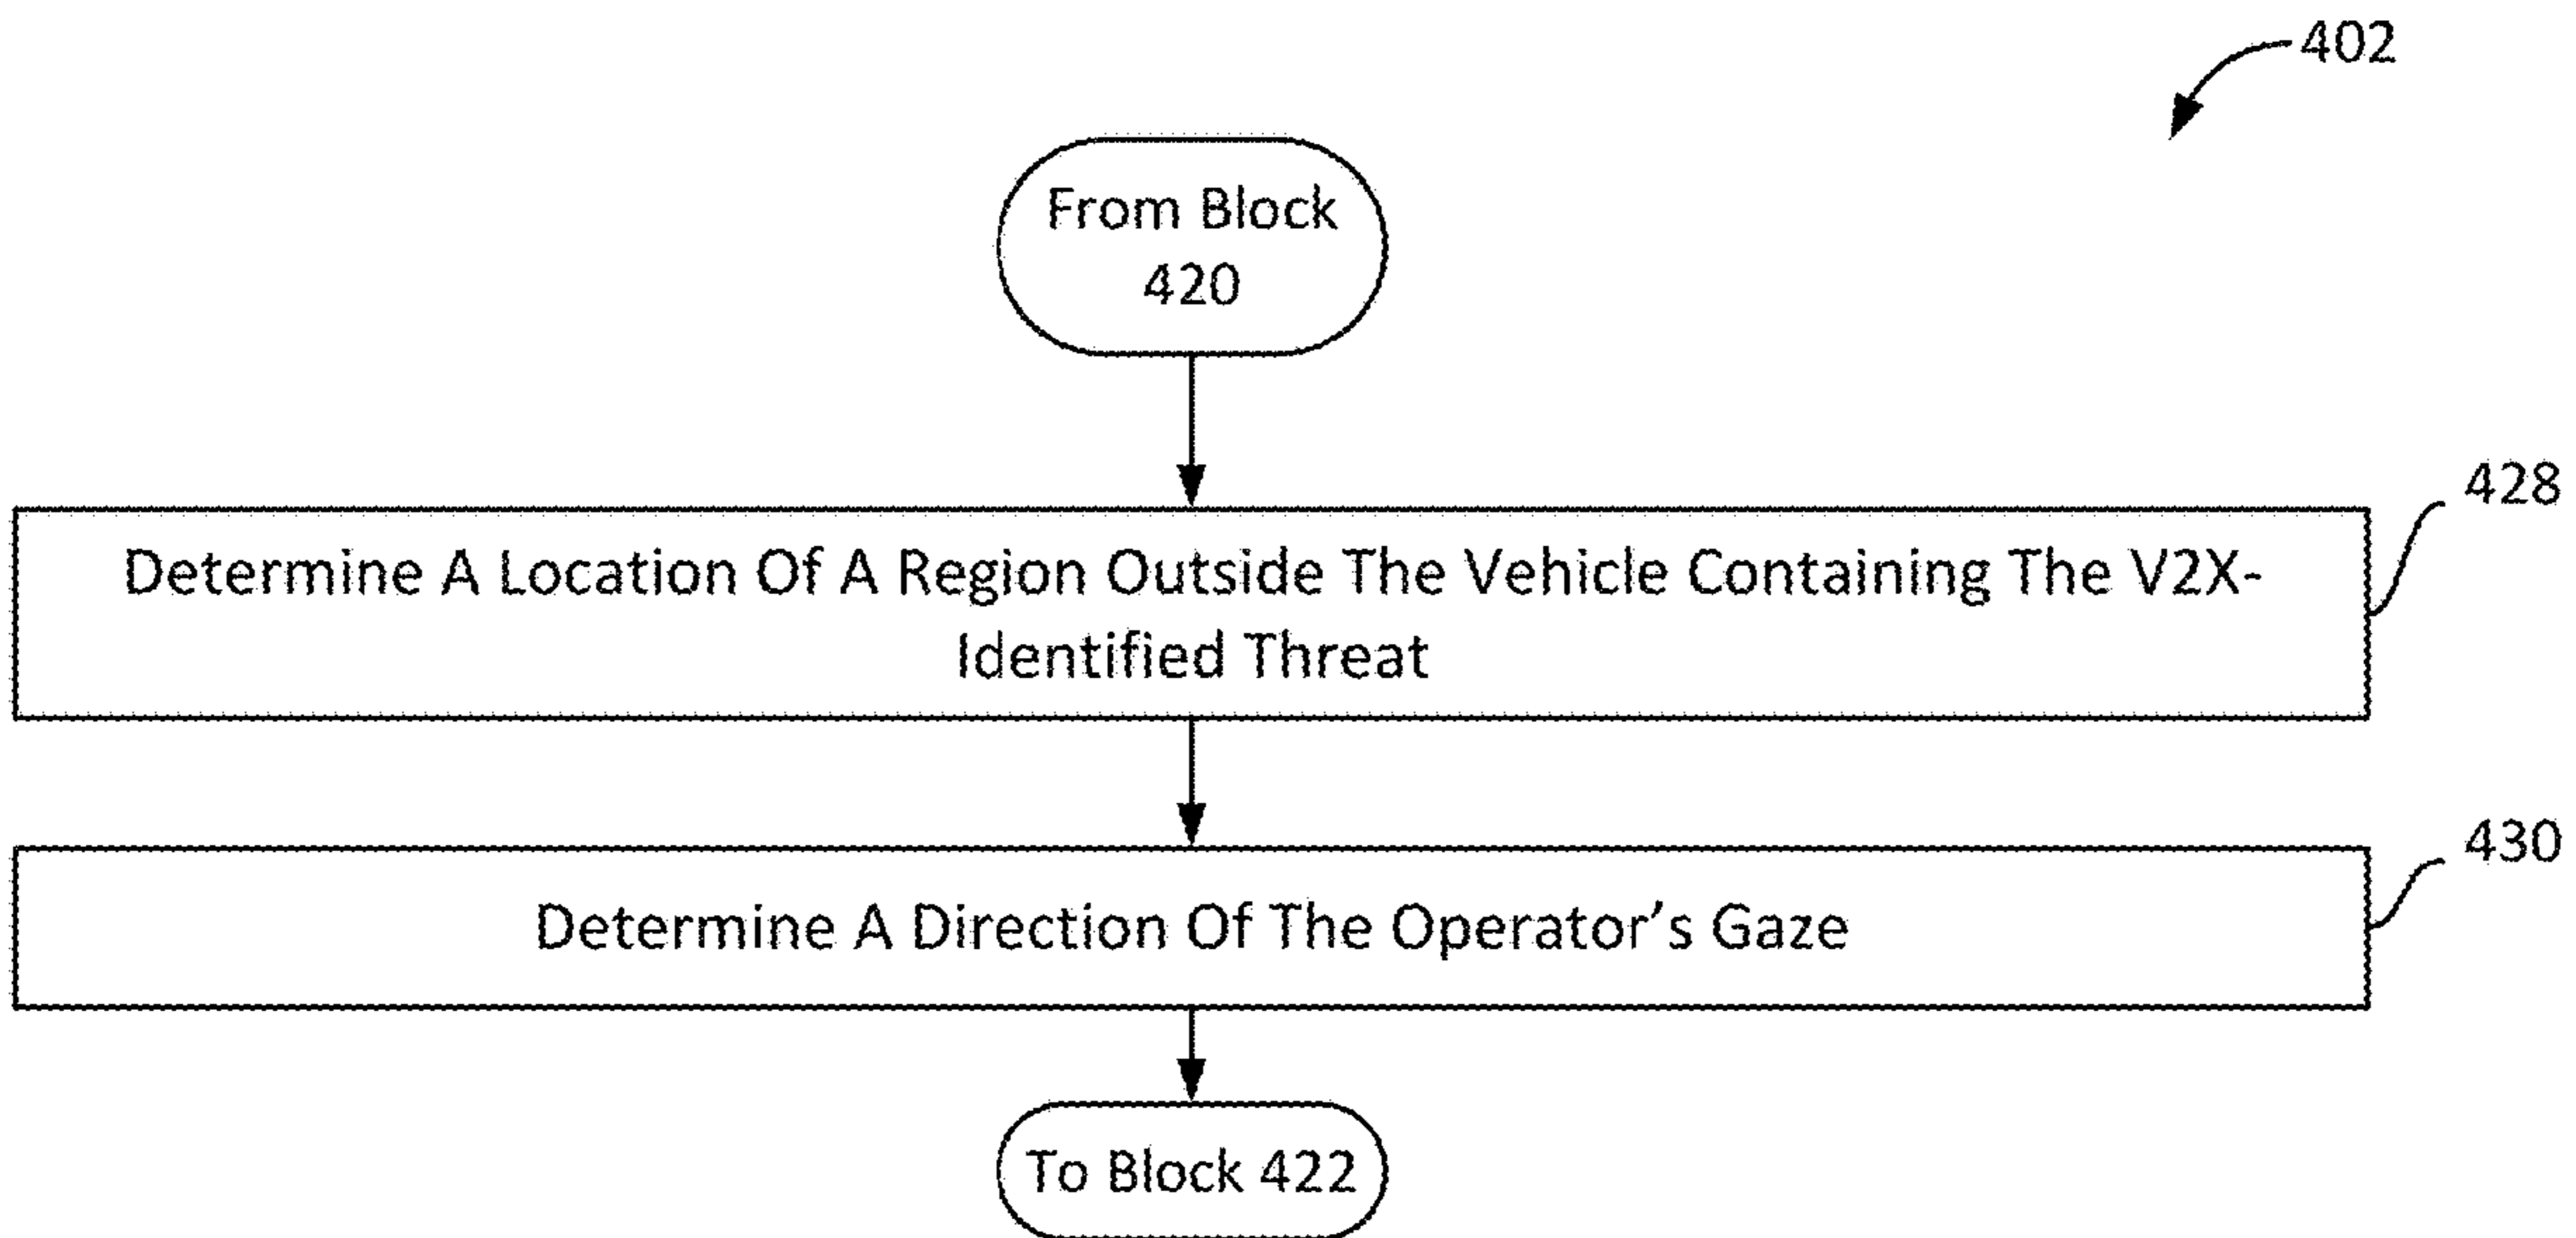 402
From Block
420
428
Determine A Location Of A Region Outside The Vehicle Containing The V2X-
Identified Threat
430
Determine A Direction Of The Operator's Gaze
To Block 422